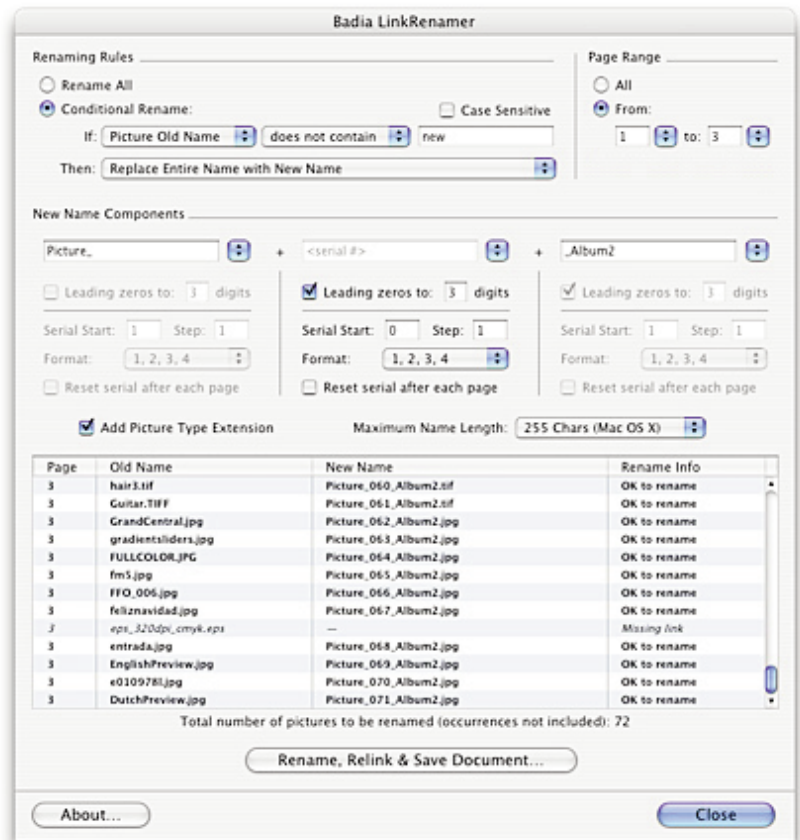 Badia LinkRenamer
Renaming Rules
Page Range
Rename All
All
Conditional Rename:
Case Sensitive
From:
If: Picture Old Name does not contain new
1 to: 3
Then: Replace Entire Name with New Name
New Name Components
Picture_ + <serial #> + _Album2
Leading zeros to: 3 digits Leading zeros to: 3 digits Leading zeros to: 3 digits
Serial Start: 1 Step: 1 Serial Start: 0 Step: 1 Serial Start: 1 Step: 1
Format: 1, 2, 3, 4 Format: 1, 2, 3, 4 Format: 1, 2, 3, 4
Reset serial after each page Reset serial after each page Reset serial after each page
Add Picture Type Extension Maximum Name Length: 255 Chars (Mac OS X)
Page Old Name New Name Rename Info
3 hair3.tif Picture_060_Album2.tif OK to rename
3 Guitar.TIFF Picture_061_Album2.tif OK to rename
3 GrandCentral.jpg Picture_062_Album2.jpg OK to rename
3 gradientsliders.jpg Picture_063_Album2.jpg OK to rename
3 FULLCOLOR.JPG Picture_064_Album2.jpg OK to rename
3 fm5.jpg Picture_065_Album2.jpg OK to rename
3 FFO_006.jpg Picture_066_Album2.jpg OK to rename
3 feliznavidad.jpg Picture_067_Album2.jpg OK to rename
3 eps_320dpi_cmyk.eps — Missing link
3 entrada.jpg Picture_068_Album2.jpg OK to rename
3 EnglishPreview.jpg Picture_069_Album2.jpg OK to rename
3 Picture_070_Album2.jpg OK to rename
3 DutchPreview.jpg Picture_071_Album2.jpg OK to rename
Total number of pictures to be renamed (occurrences not included): 72
Rename, Relink & Save Document...
About...
Close